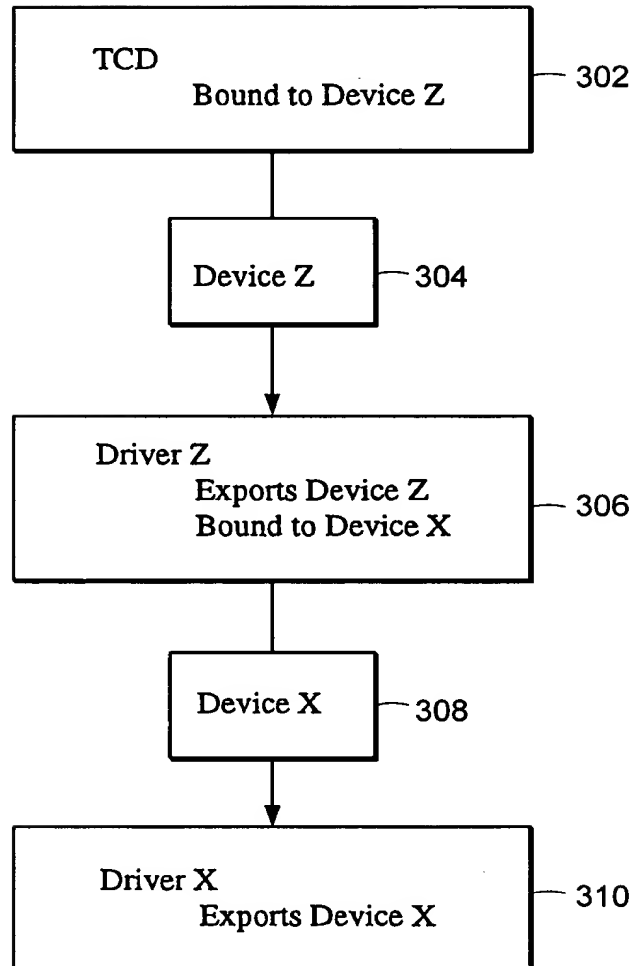 TCD
Bound to Device Z
302
Device Z
304
Driver Z
Exports Device Z
Bound to Device X
306
Device X
308
Driver X
Exports Device X
310